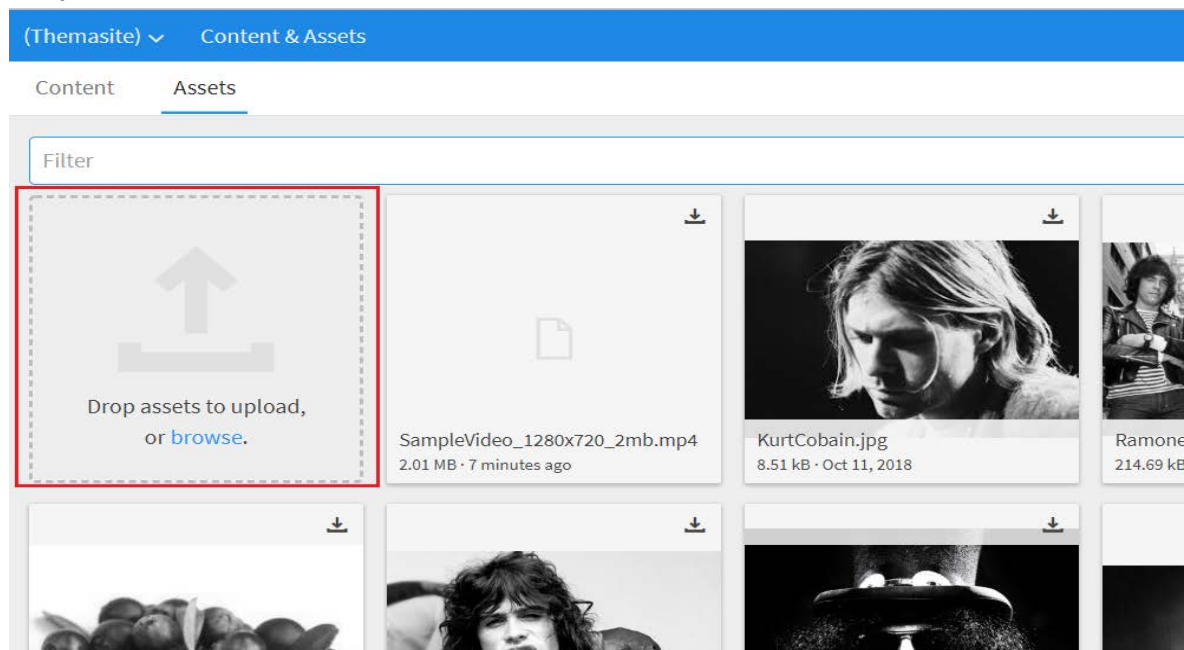 (Themasite) Content & Assets
Content Assets
Filter
Drop assets to upload,
or browse.
SampleVideo_1280x720_2mb.mp4
2.01 MB · 7 minutes ago
KurtCobain.jpg
8.51 kB · Oct 11, 2018
Ramone
214.69 kB